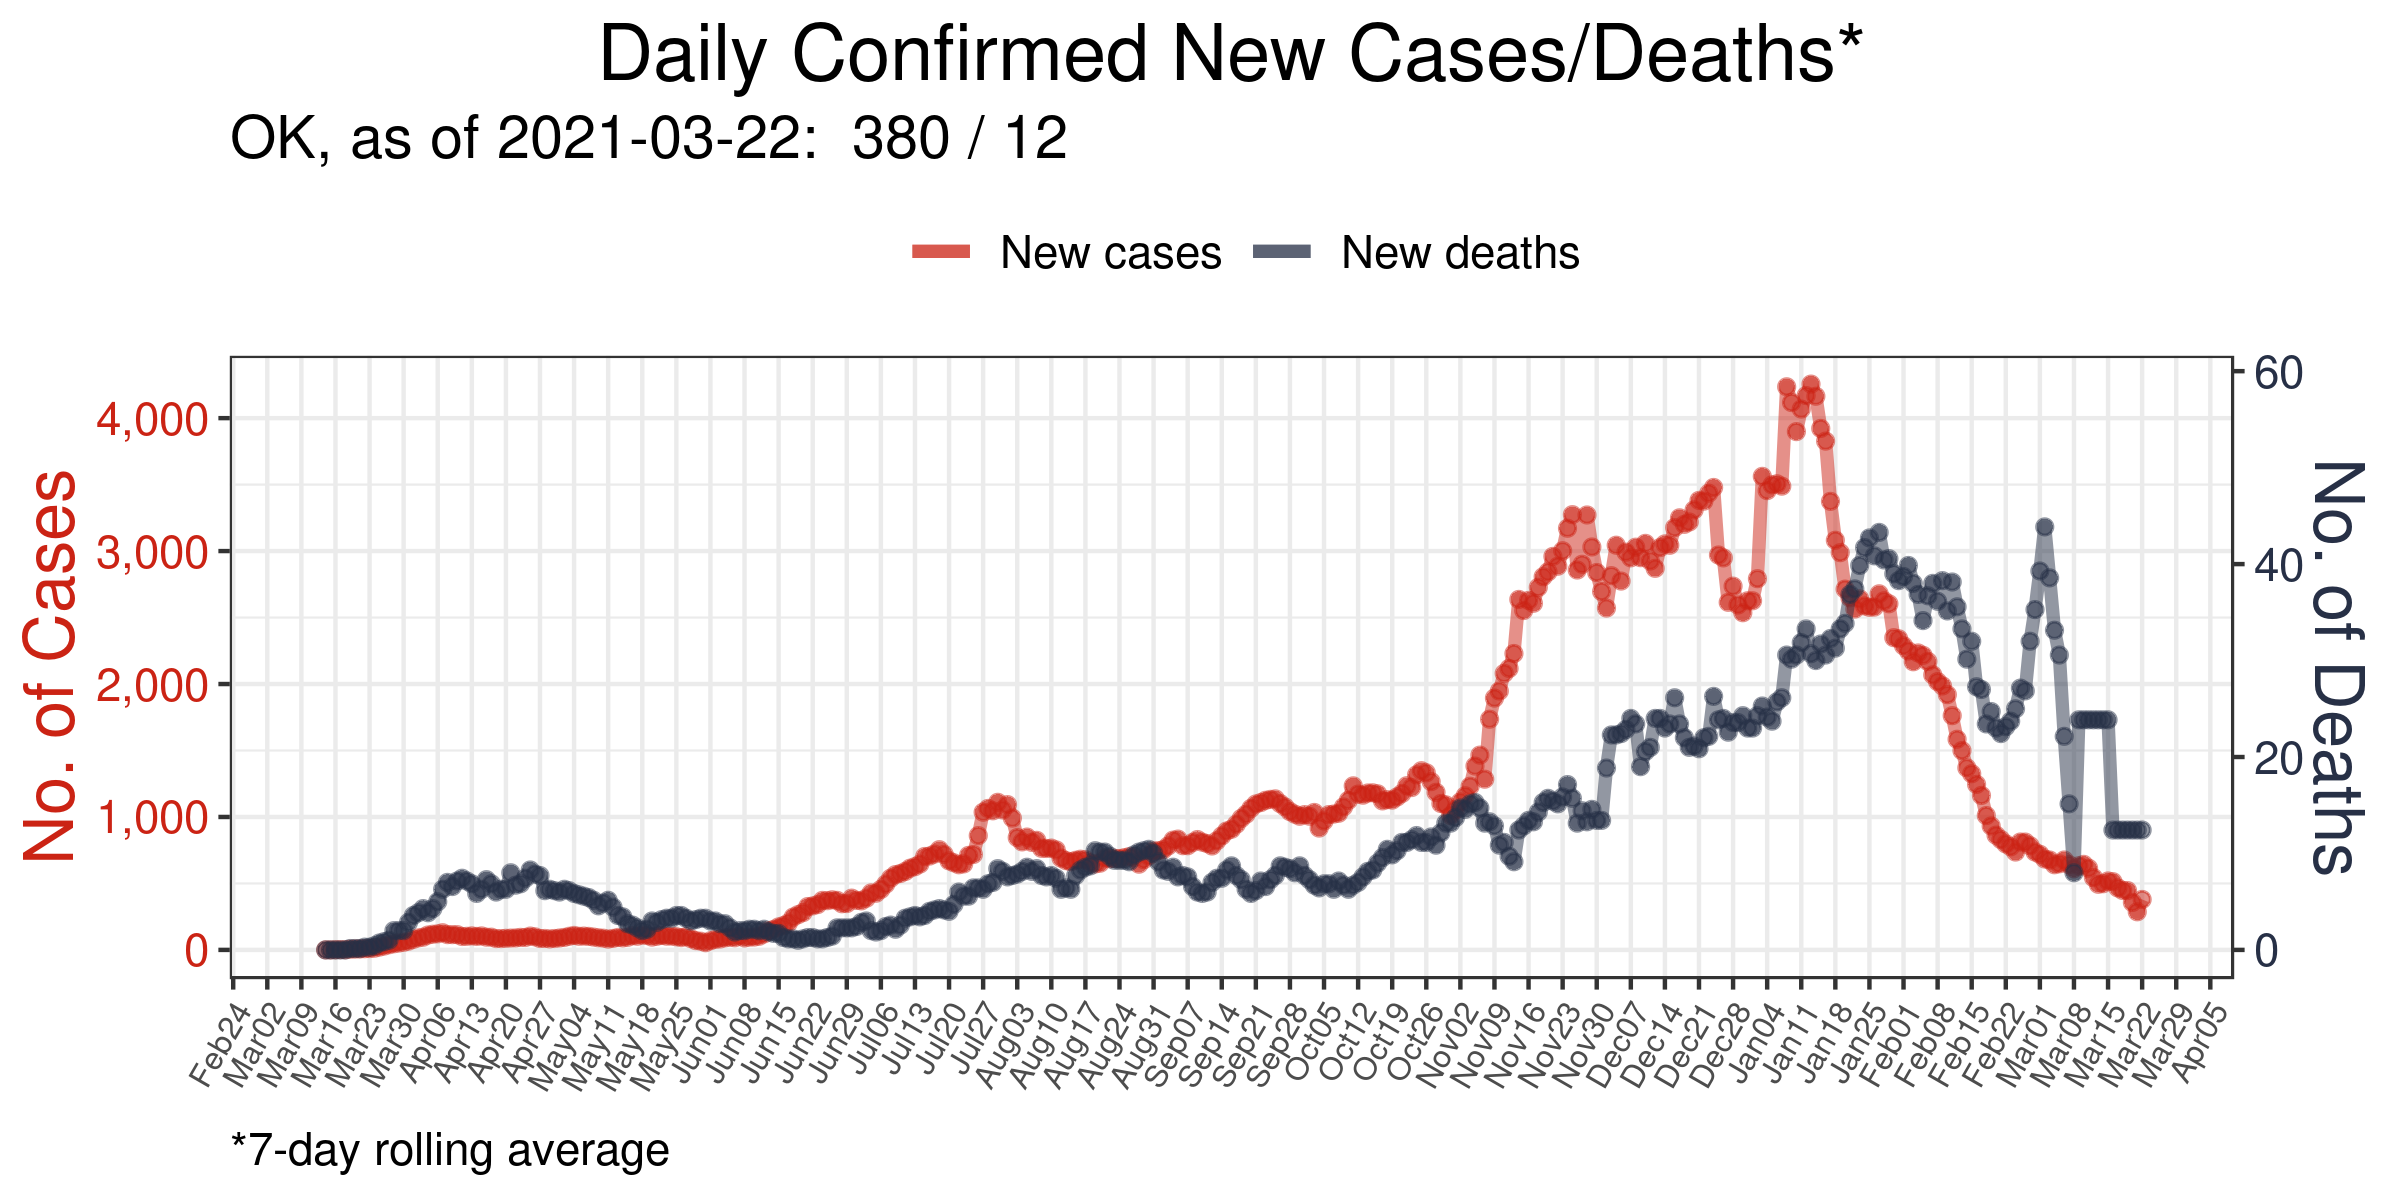 Daily Confirmed New Cases/Deaths*
OK, as of 2021-03-22:  380 / 12
New cases
New deaths
No. of Cases
4,000
3,000
2,000
1,000
0
60
40
20
0
No. of Deaths
Feb24
Mar02
Mar09
Mar16
Mar23
Mar30
Apr06
Apr13
Apr20
Apr27
May04
May11
May18
May25
Jun01
Jun08
Jun15
Jun22
Jun29
Jul06
Jul13
Jul20
Jul27
Aug03
Aug10
Aug17
Aug24
Aug31
Sep07
Sep14
Sep21
Sep28
Oct05
Oct12
Oct19
Oct26
Nov02
Nov09
Nov16
Nov23
Nov30
Dec07
Dec14
Dec21
Dec28
Jan04
Jan11
Jan18
Jan25
Feb01
Feb08
Feb15
Feb22
Mar01
Mar08
Mar15
Mar22
Mar29
Apr05
*7-day rolling average